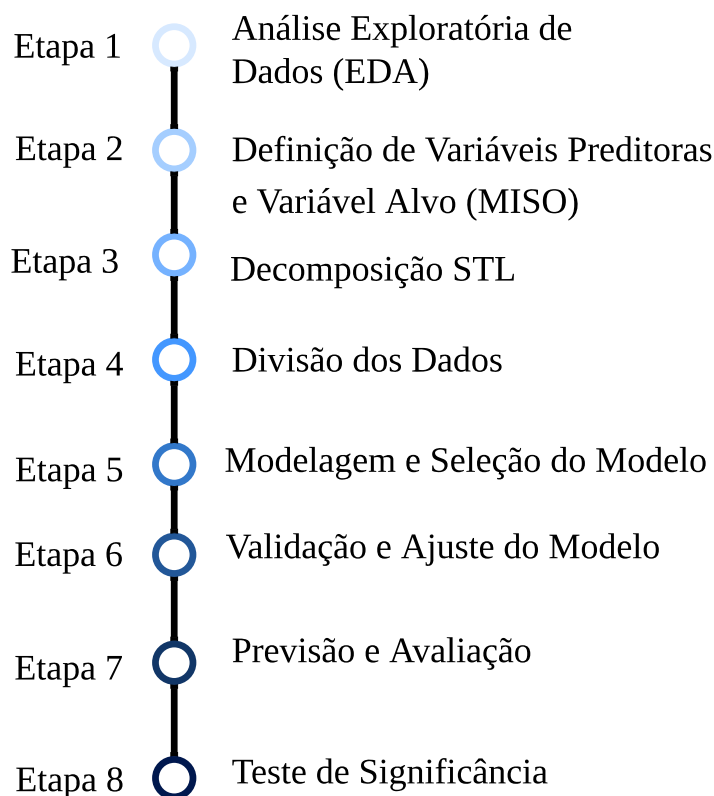 Etapa 1
Análise Exploratória de
Dados (EDA)
Etapa 2
Definição de Variáveis Preditoras
e Variável Alvo (MISO)
Etapa 3
Decomposição STL
Etapa 4
Divisão dos Dados
Etapa 5
Modelagem e Seleção do Modelo
Etapa 6
Validação e Ajuste do Modelo
Etapa 7
Previsão e Avaliação
Etapa 8
Teste de Significância